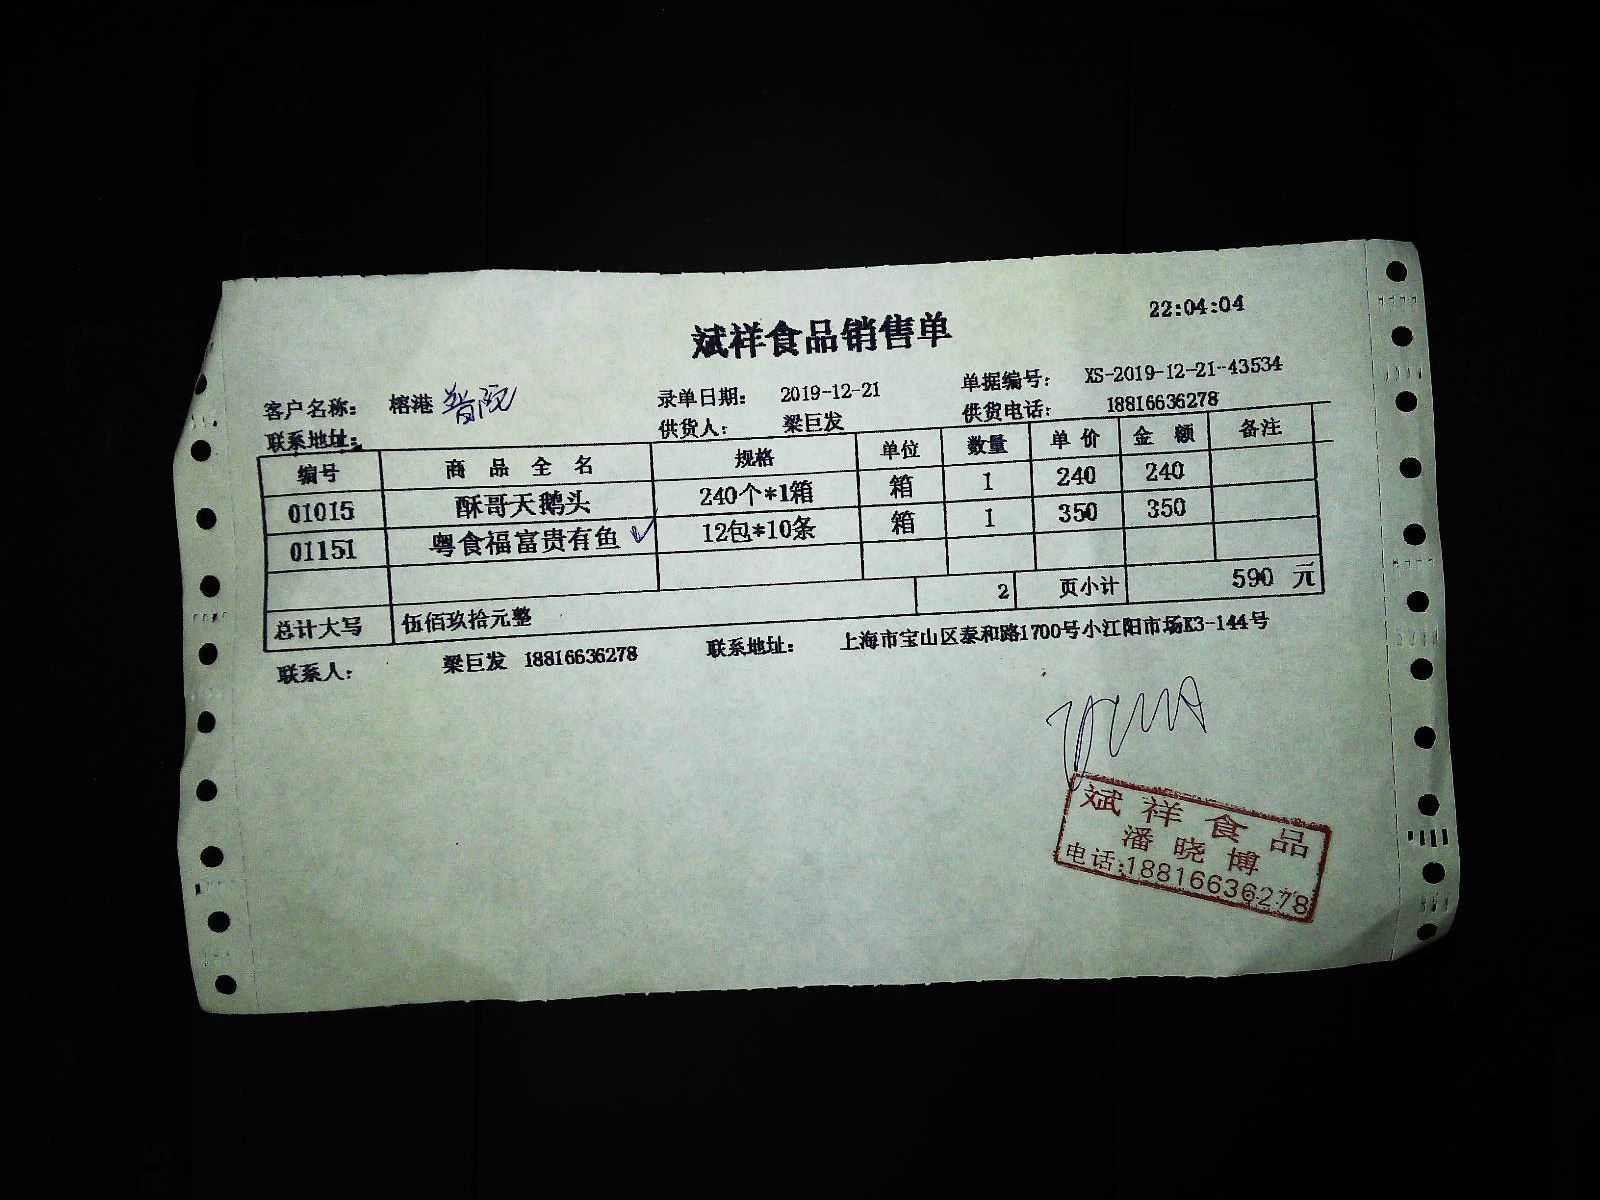 22:04:04
斌祥食品销售单
客户名称： 榕港 普陀 录单日期： 2019-12-21 单据编号： XS-2019-12-21-43534
联系地址： 供货人： 梁巨发 供货电话： 18816636278
编号 商 品 全 名 规格 单位 数量 单 价 金 额 备注
01015 酥哥天鹅头 240个*1箱 箱 1 240 240
01151 粤食福富贵有鱼 12包*10条 箱 1 350 350
总计大写 伍佰玖拾元整 2 页小计 590 元
联系人： 梁巨发 18816636278 联系地址： 上海市宝山区泰和路1700号小江阳市场K3-144号
斌祥食品
潘晓博
电话:18816636278